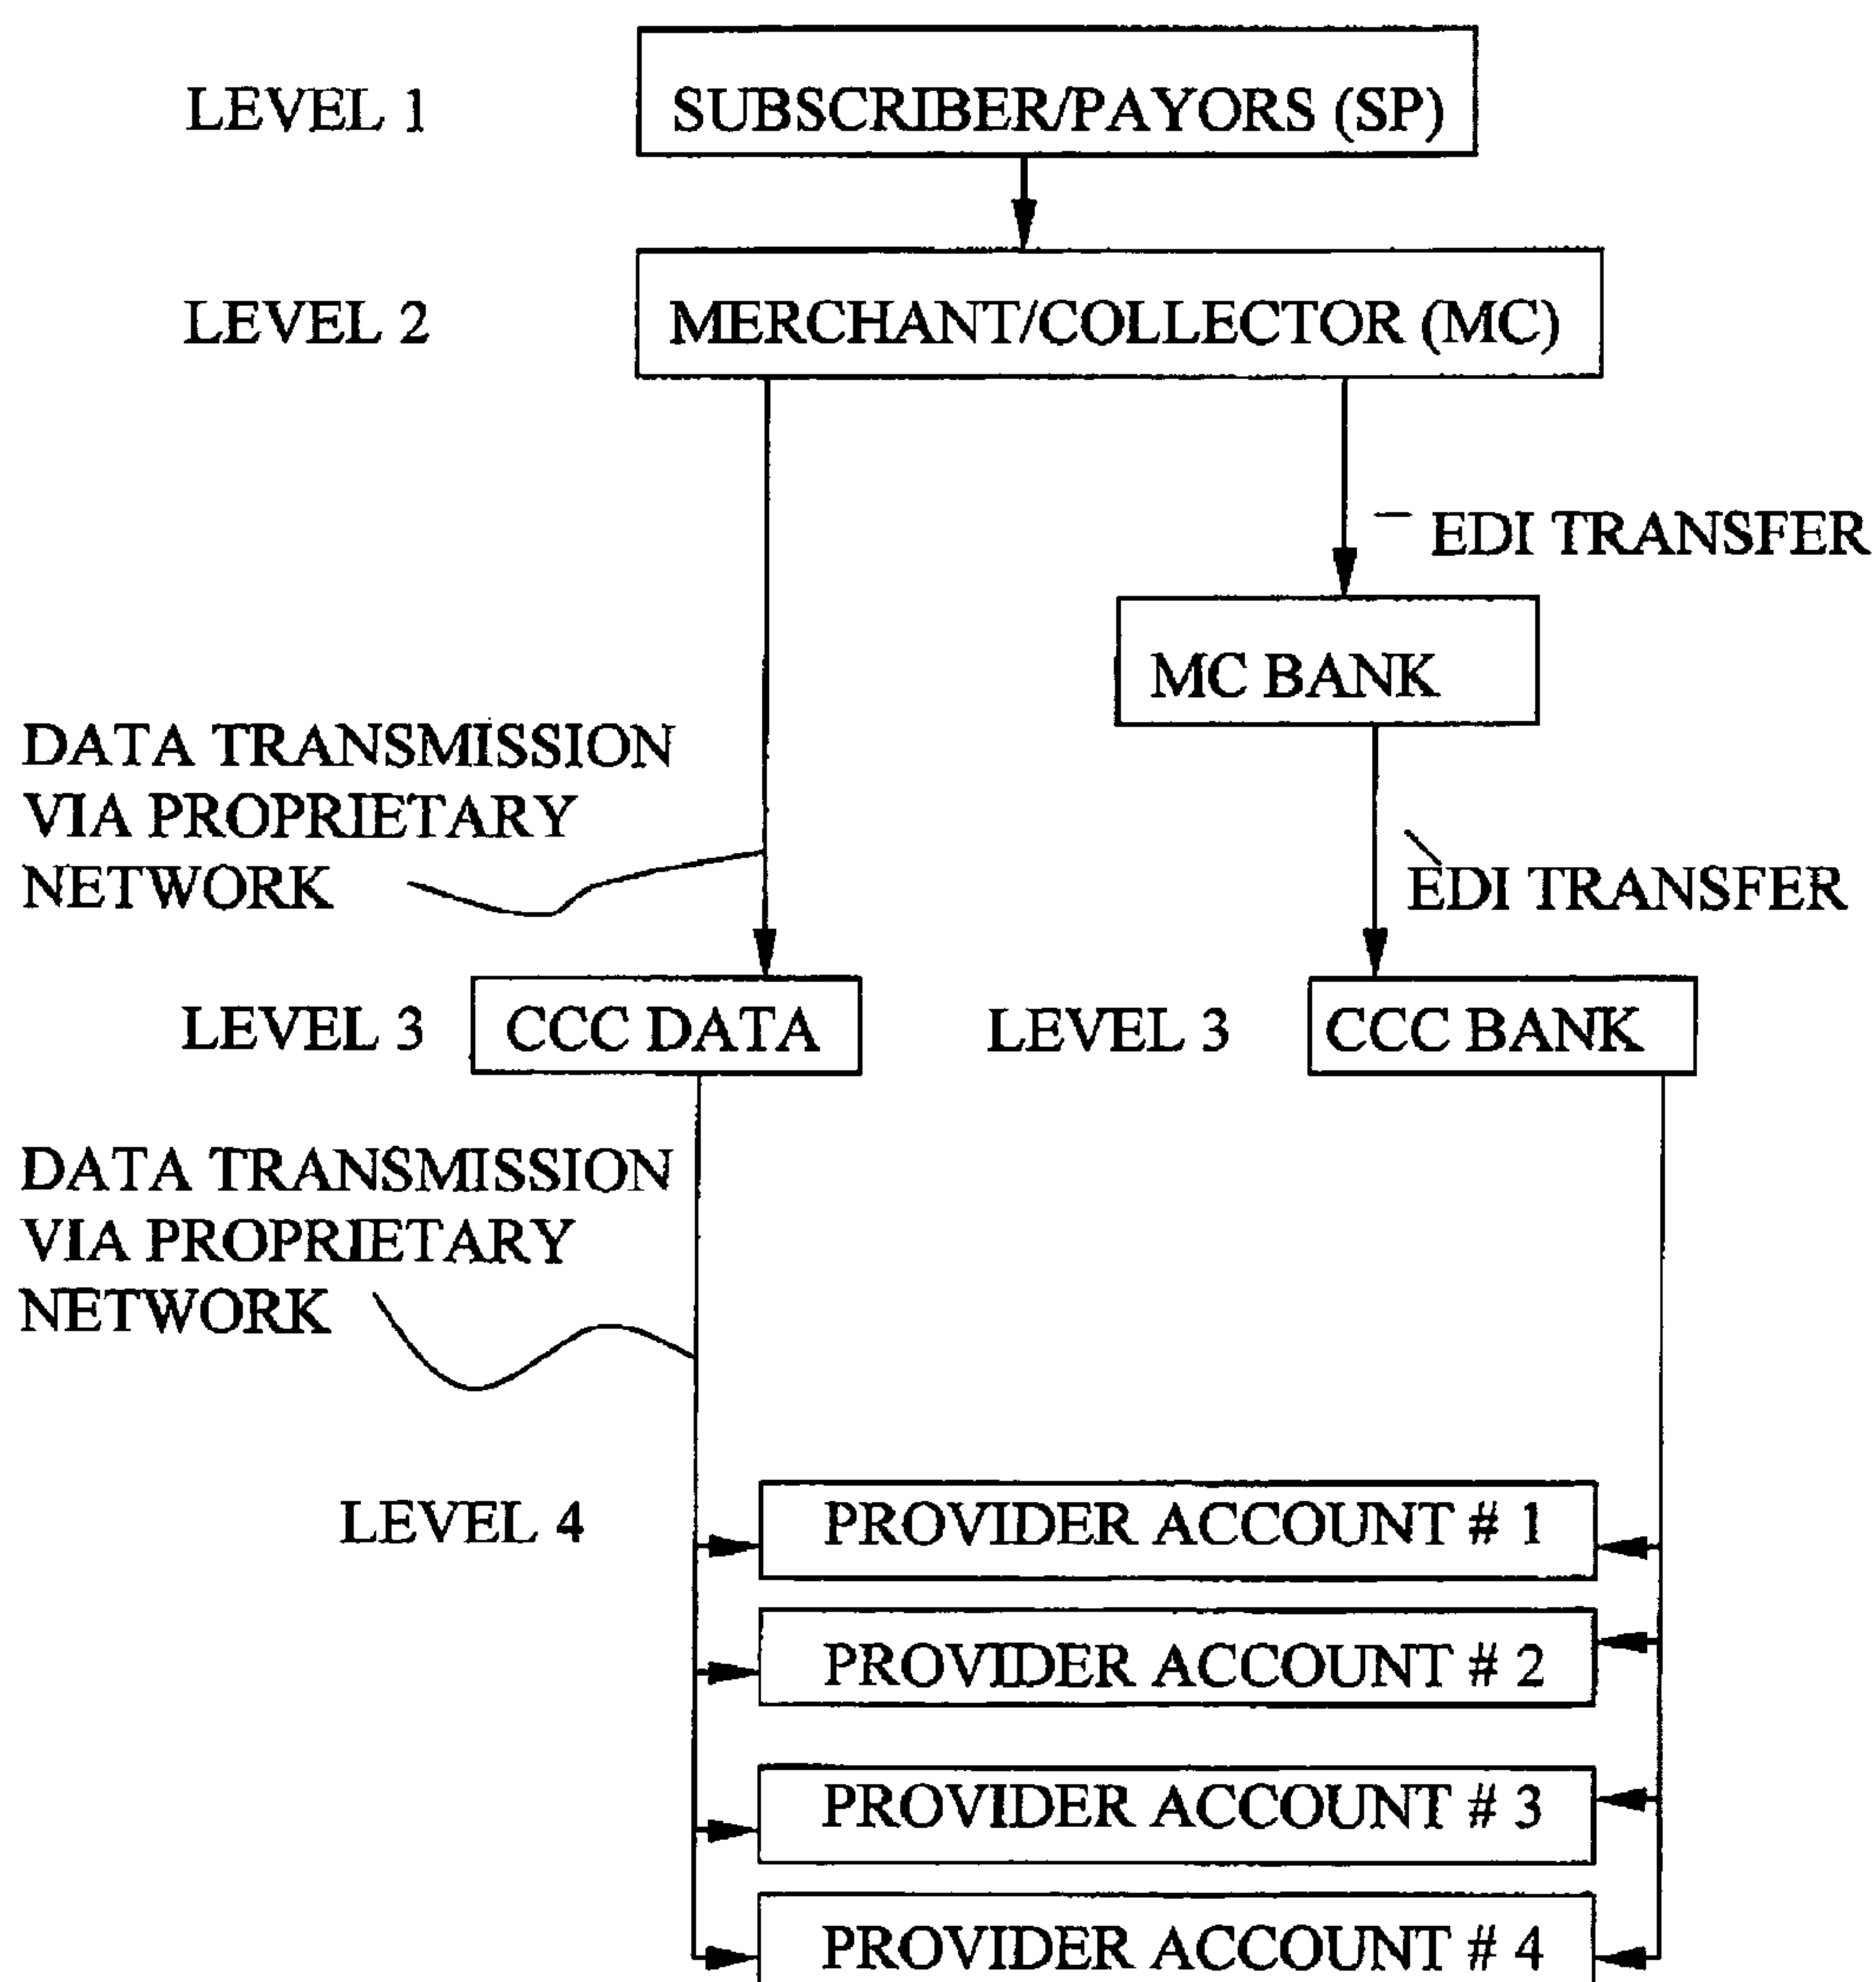 LEVEL 1
SUBSCRIBER/PAYORS (SP)
LEVEL 2
MERCHANT/COLLECTOR (MC)
EDI TRANSFER
MC BANK
DATA TRANSMISSION
VIA PROPRIETARY
NETWORK
EDI TRANSFER
LEVEL 3
CCC DATA
LEVEL 3
CCC BANK
DATA TRANSMISSION
VIA PROPRIETARY
NETWORK
LEVEL 4
PROVIDER ACCOUNT # 1
PROVIDER ACCOUNT # 2
PROVIDER ACCOUNT # 3
PROVIDER ACCOUNT # 4